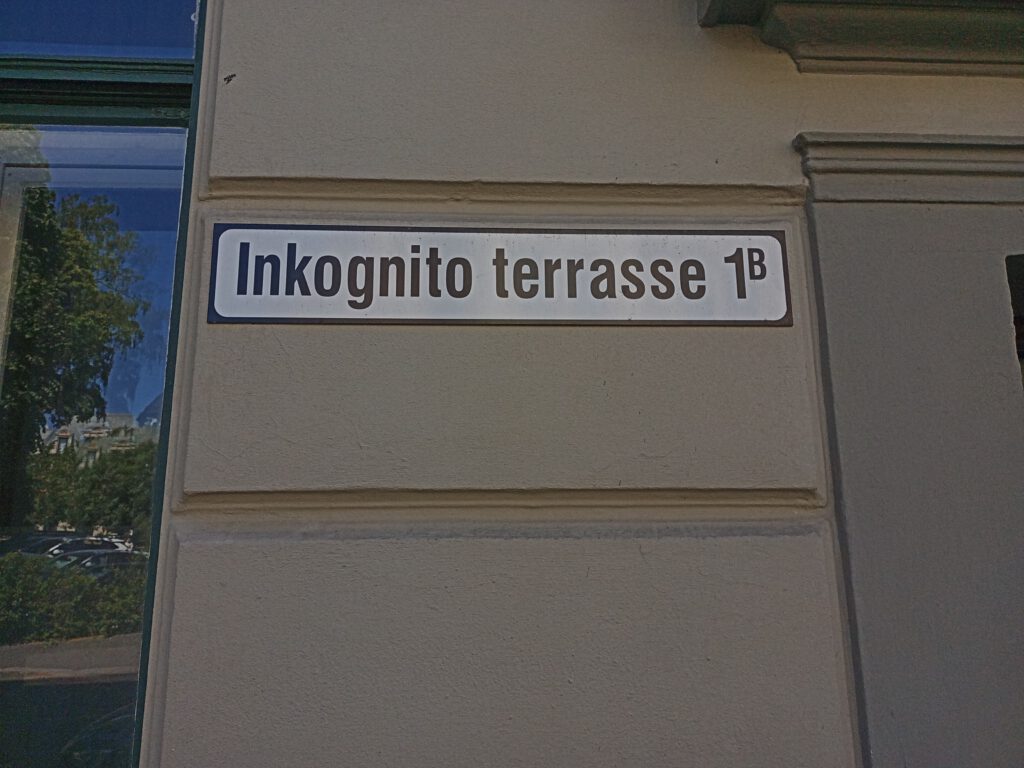 Inkognito terrasse 1B